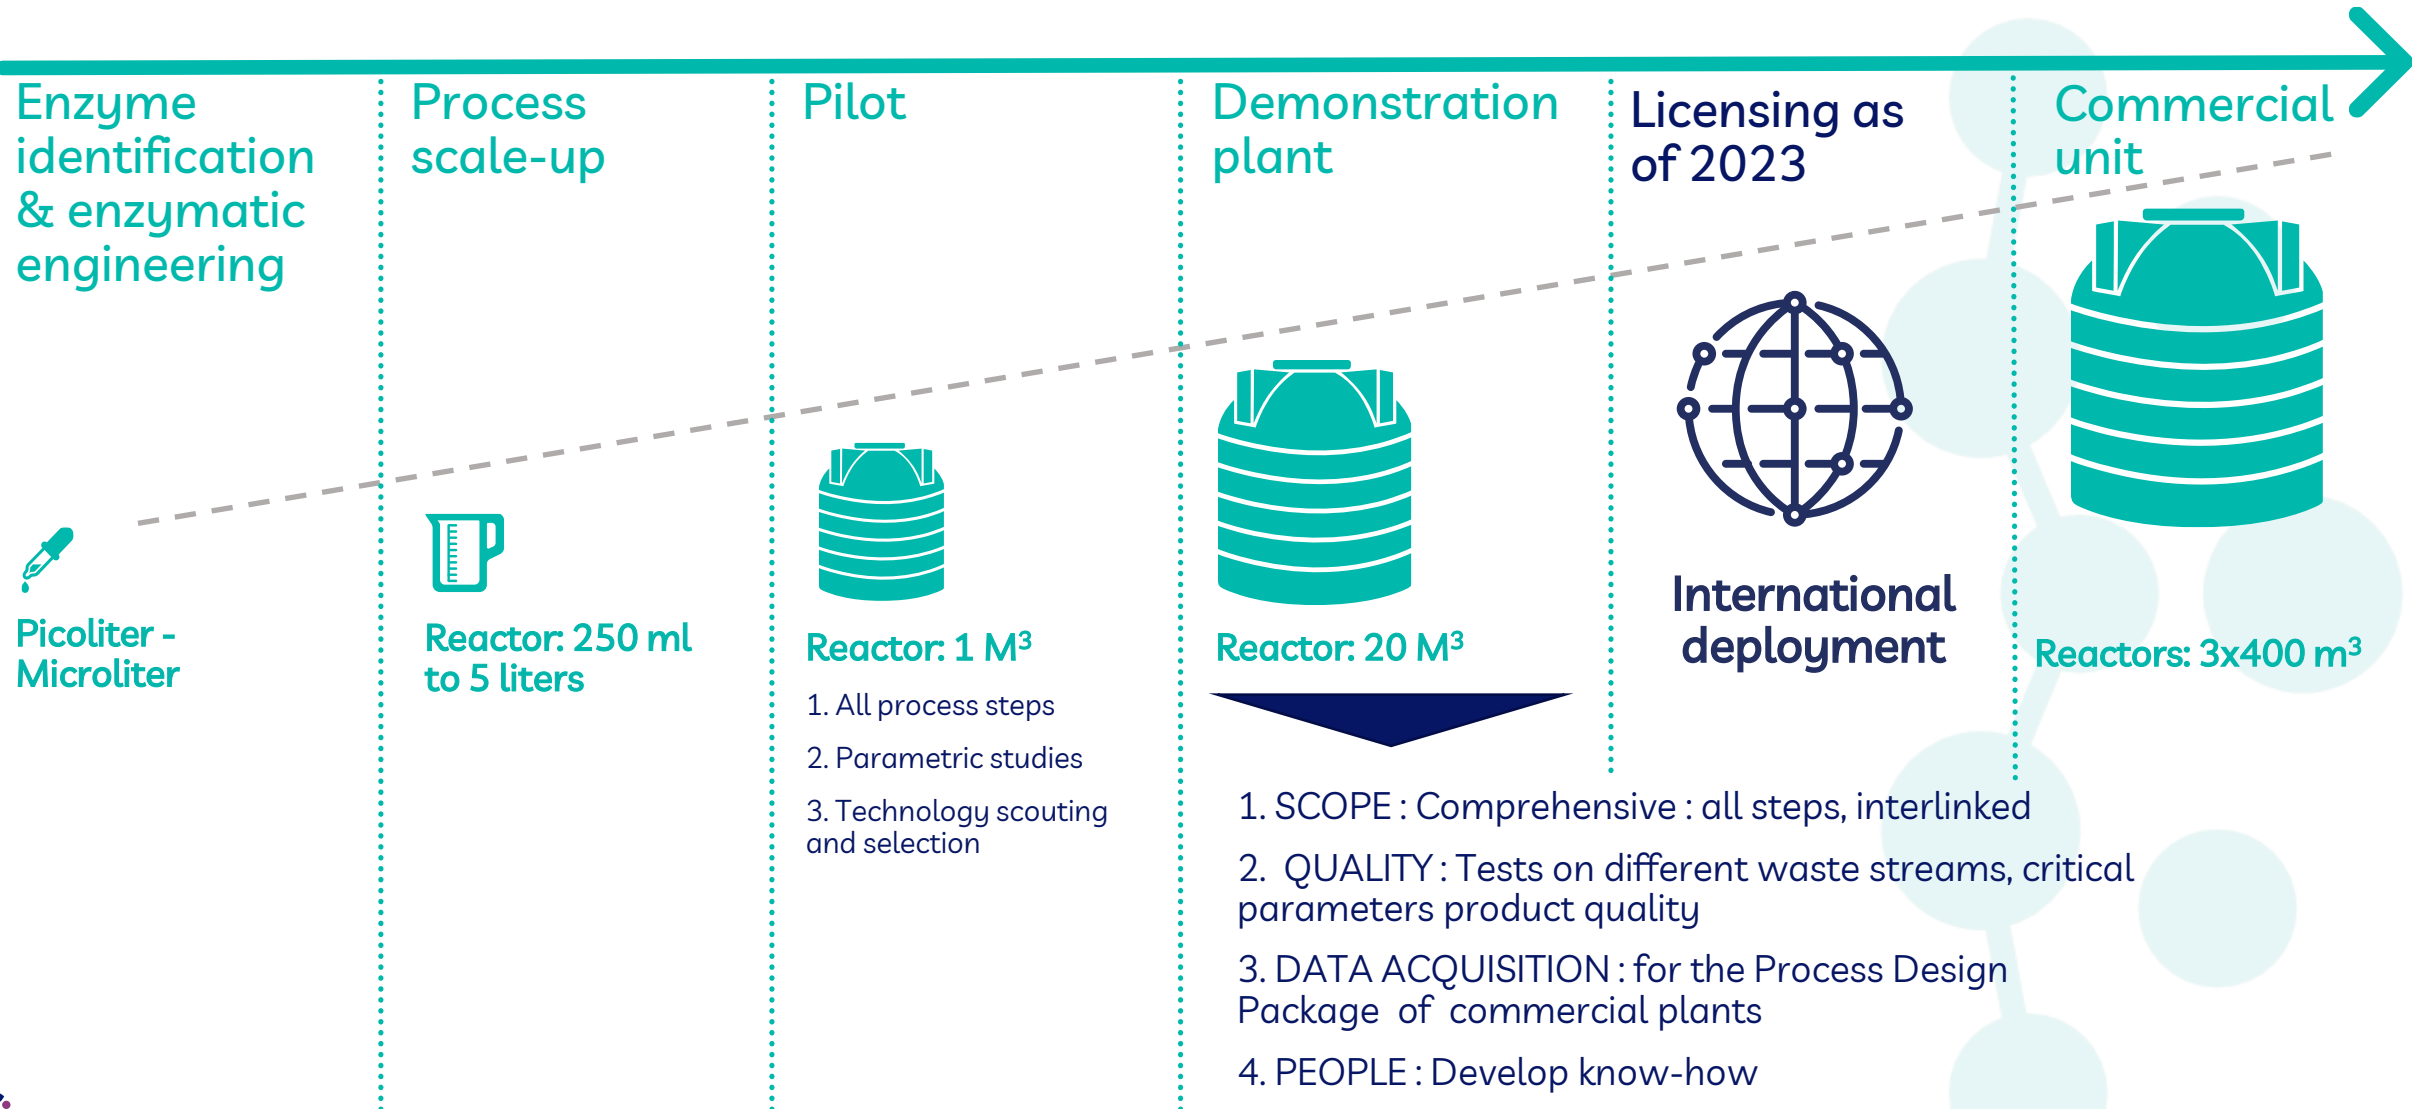 Enzyme
identification
& enzymatic
engineering
Picoliter -
Microliter
Process
scale-up
Reactor: 250 ml
to 5 liters
Pilot
Reactor: 1 M³
1. All process steps
2. Parametric studies
3. Technology scouting
and selection
Demonstration
plant
Reactor: 20 M³
1. SCOPE : Comprehensive : all steps, interlinked
2. QUALITY : Tests on different waste streams, critical
parameters product quality
3. DATA ACQUISITION : for the Process Design
Package of commercial plants
4. PEOPLE : Develop know-how
Licensing as
of 2023
International
deployment
Commercial
unit
Reactors: 3x400 m³